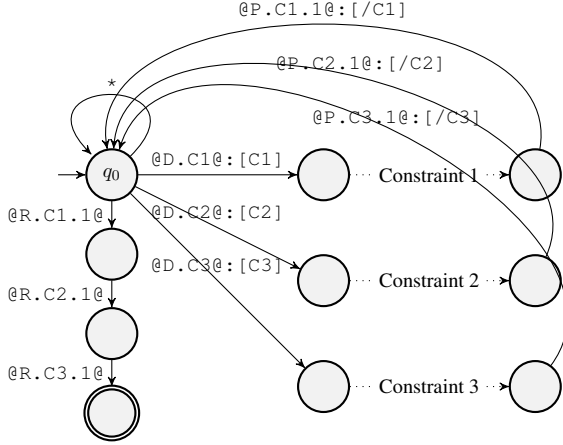 @P.C1.1@:[/C1]
@P.C2.1@:[/C2]
*
@P.C3.1@:[/C3]
@D.C1@:[C1]
q0
Constraint 1
@R.C1.1@
@D.C2@:[C2]
@D.C3@:[C3]
Constraint 2
@R.C2.1@
@R.C3.1@
Constraint 3